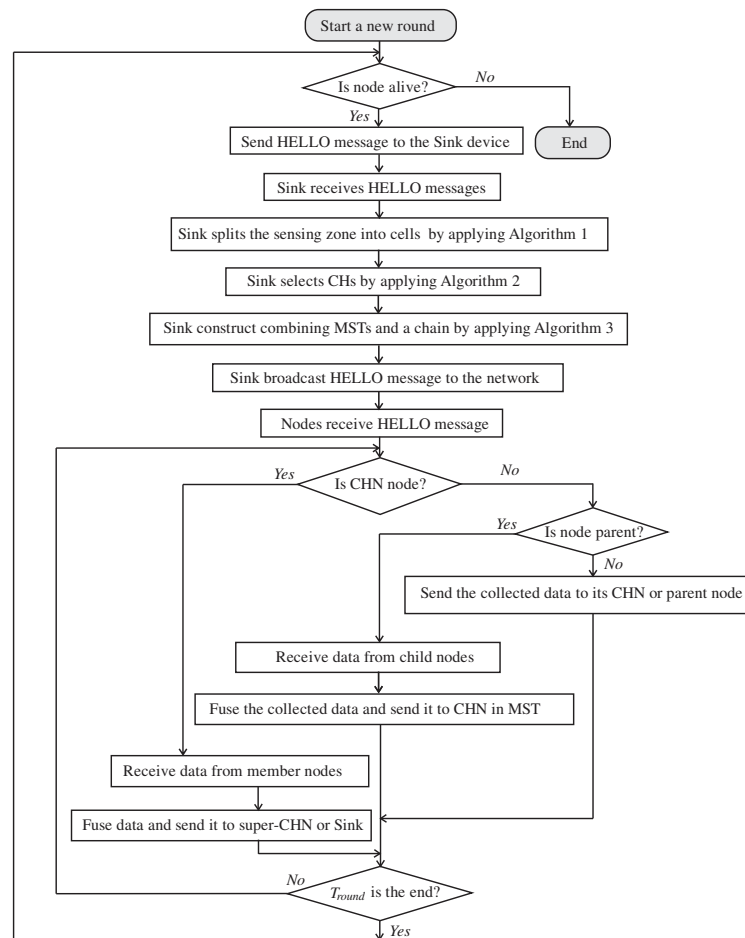 Start a new round
Is node alive?
No
Yes
Send HELLO message to the Sink device
End
Sink receives HELLO messages
Sink splits the sensing zone into cells by applying Algorithm 1
Sink selects CHs by applying Algorithm 2
Sink construct combining MSTs and a chain by applying Algorithm 3
Sink broadcast HELLO message to the network
Nodes receive HELLO message
Yes
Is CHN node?
No
Yes
Is node parent?
No
Send the collected data to its CHN or parent node
Receive data from child nodes
Fuse the collected data and send it to CHN in MST
Receive data from member nodes
Fuse data and send it to super-CHN or Sink
No
Tround is the end?
Yes